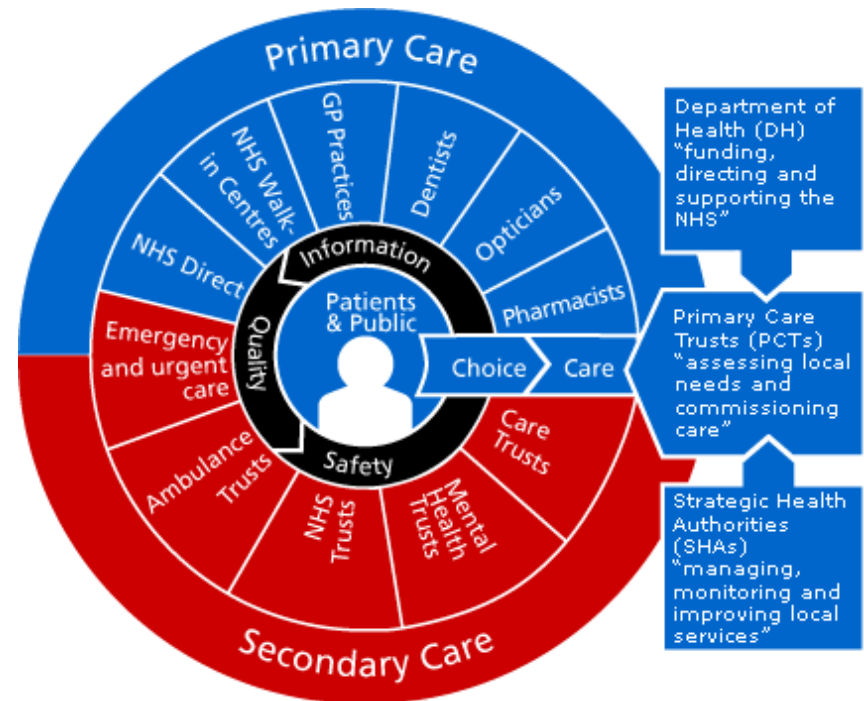 Primary Care
NHS Direct
NHS Walk-
in Centres
GP Practices
Dentists
Opticians
Pharmacists
Information
Quality
Safety
Patients
& Public
Choice
Care
Emergency
and urgent
care
Ambulance
Trusts
NHS
Trusts
Mental
Health
Trusts
Care
Trusts
Secondary Care
Department of
Health (DH)
“funding,
directing and
supporting the
NHS”
Primary Care
Trusts (PCTs)
“assessing local
needs and
commissioning
care”
Strategic Health
Authorities
(SHAs)
“managing,
monitoring and
improving local
services”